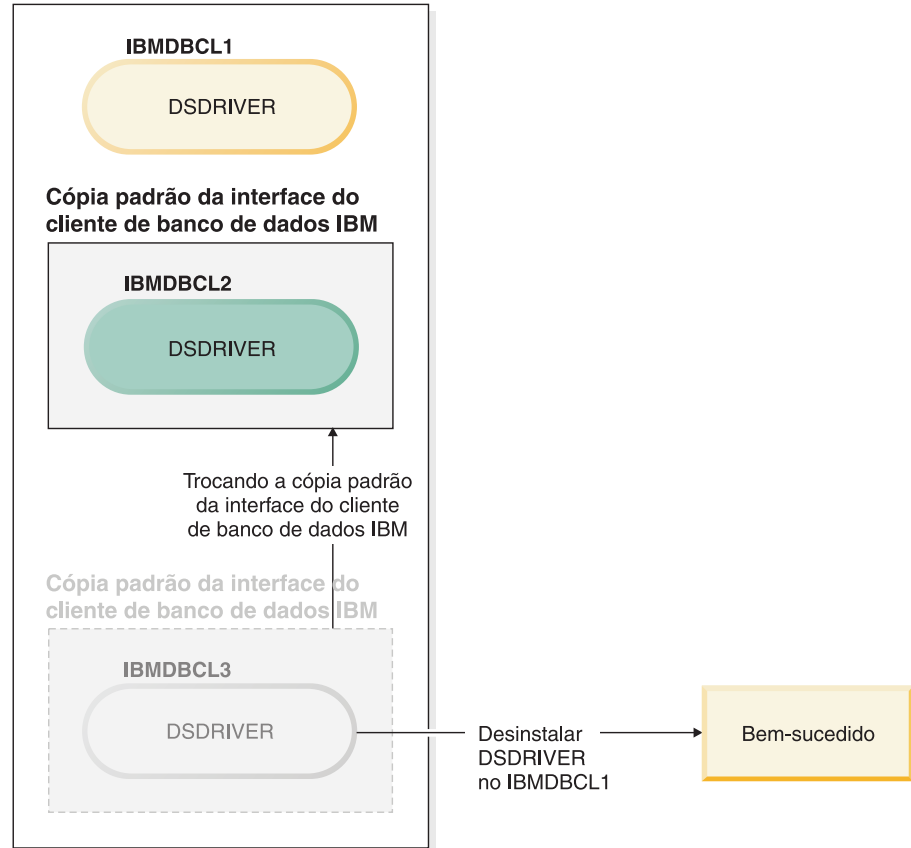 IBMDBCL1
DSDRIVER
Cópia padrão da interface do
cliente de banco de dados IBM
IBMDBCL2
DSDRIVER
Trocando a cópia padrão
da interface do cliente
de banco de dados IBM
Cópia padrão da interface do
cliente de banco de dados IBM
IBMDBCL3
DSDRIVER
Desinstalar
DSDRIVER
no IBMDBCL1
Bem-sucedido